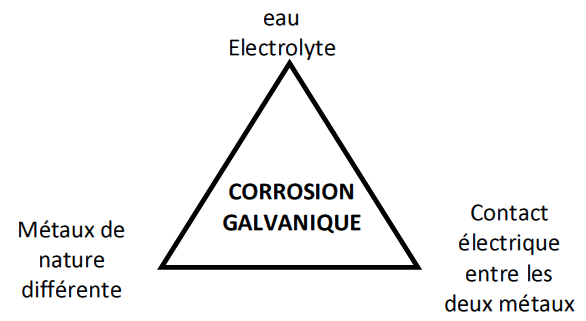 eau
Electrolyte
CORROSION
GALVANIQUE
Métaux de
nature
différente
Contact
électrique
entre les
deux métaux